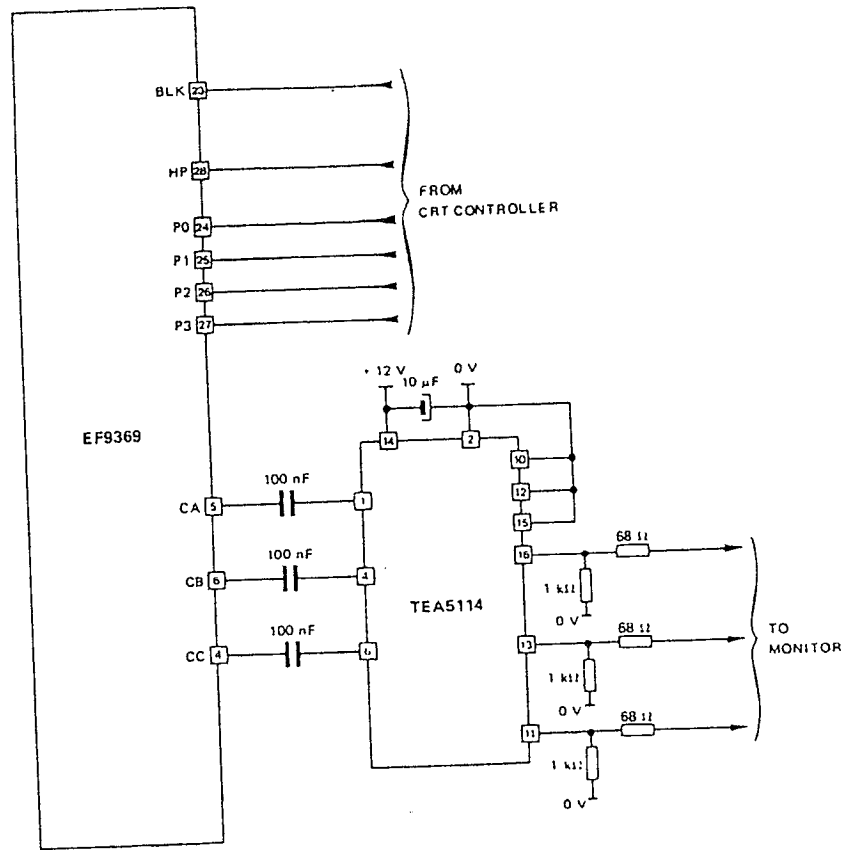 BLK 23
HP 28
FROM
CRT CONTROLLER
P0 24
P1 25
P2 26
P3 27
+ 12 V
10 µF
0 V
EF9369
14
2
10
100 nF
CA 5
1
12
15
68 Ω
16
100 nF
CB 6
4
TEA5114
1 kΩ
0 V
68 Ω
TO
MONITOR
100 nF
CC 4
6
13
1 kΩ
0 V
68 Ω
11
1 kΩ
0 V